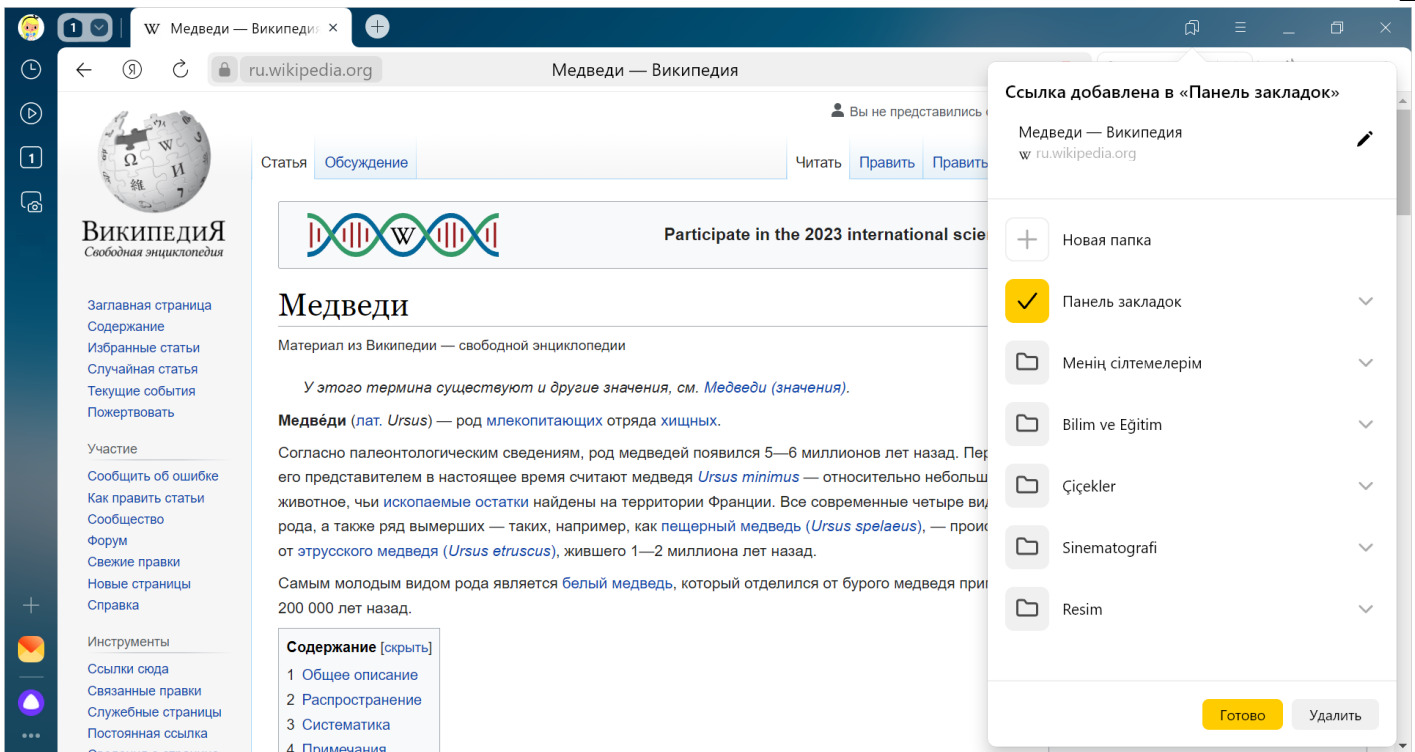 1
Медведи — Википедия
ru.wikipedia.org
Медведи — Википедия
1
ВикипедиЯ
Свободная энциклопедия
Заглавная страница
Содержание
Избранные статьи
Случайная статья
Текущие события
Пожертвовать
Участие
Сообщить об ошибке
Как править статьи
Сообщество
Форум
Свежие правки
Новые страницы
Справка
Инструменты
Ссылки сюда
Связанные правки
Служебные страницы
Постоянная ссылка
Вы не представились
Статья Обсуждение
Читать Править Править
W
Participate in the 2023 international
Медведи
Материал из Википедии — свободной энциклопедии
У этого термина существуют и другие значения, см. Медведи (значения).
Медве́ди (лат. Ursus) — род млекопитающих отряда хищных.
Согласно палеонтологическим сведениям, род медведей появился 5—6 миллионов лет назад.
его представителем в настоящее время считают медведя Ursus minimus — относительно
животное, чьи ископаемые остатки найдены на территории Франции. Все современные четыре
рода, а также ряд вымерших — таких, например, как пещерный медведь (Ursus spelaeus), —
от этрусского медведя (Ursus etruscus), жившего 1—2 миллиона лет назад.
Самым молодым видом рода является белый медведь, который отделился от бурого медведя
200 000 лет назад.
Содержание [скрыть]
1 Общее описание
2 Распространение
3 Систематика
4 Примечания
Ссылка добавлена в «Панель закладок»
Медведи — Википедия
W ru.wikipedia.org
Новая папка
Панель закладок
Менің сілтемелерім
Bilim ve Eğitim
Çiçekler
Sinematografi
Resim
Готово Удалить